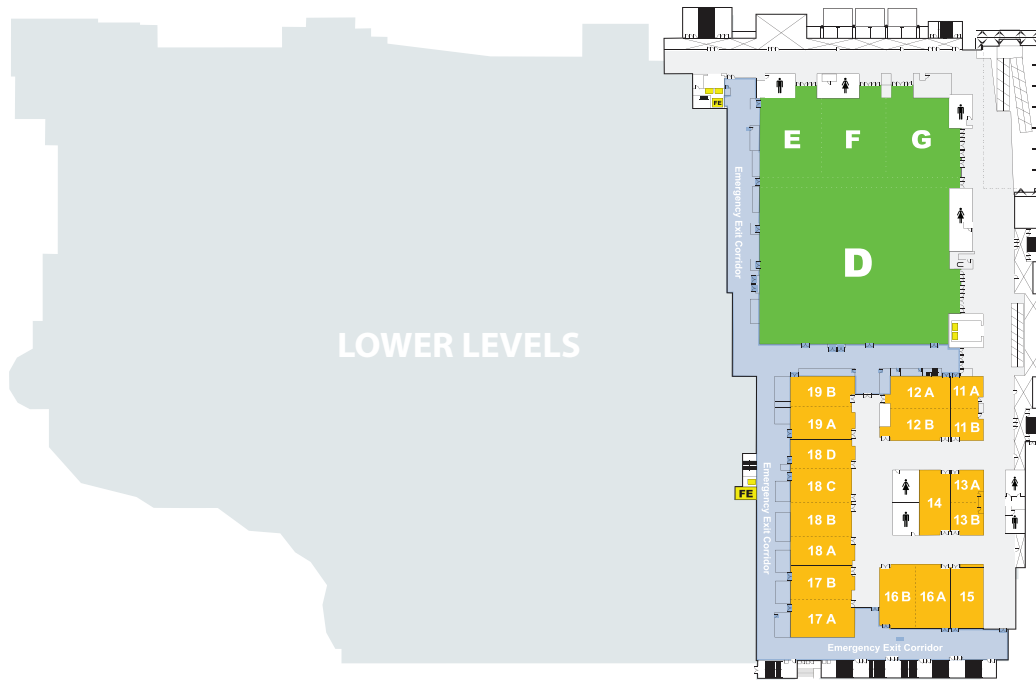 FE
E
F
G
Emergency Exit Corridor
D
LOWER LEVELS
19 B
12 A
11 A
19 A
12 B
11 B
18 D
18 C
13 A
FE
14
18 B
13 B
Emergency Exit Corridor
18 A
17 B
16 B
16 A
15
17 A
Emergency Exit Corridor